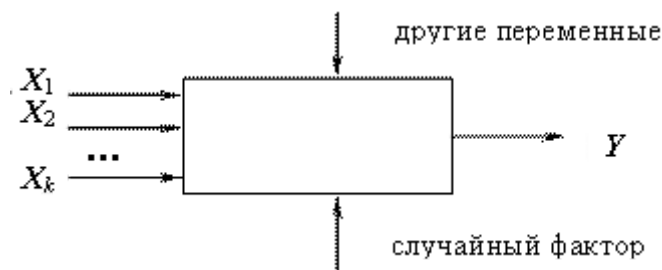 другие переменные
X1
X2
...
Xk
Y
случайный фактор